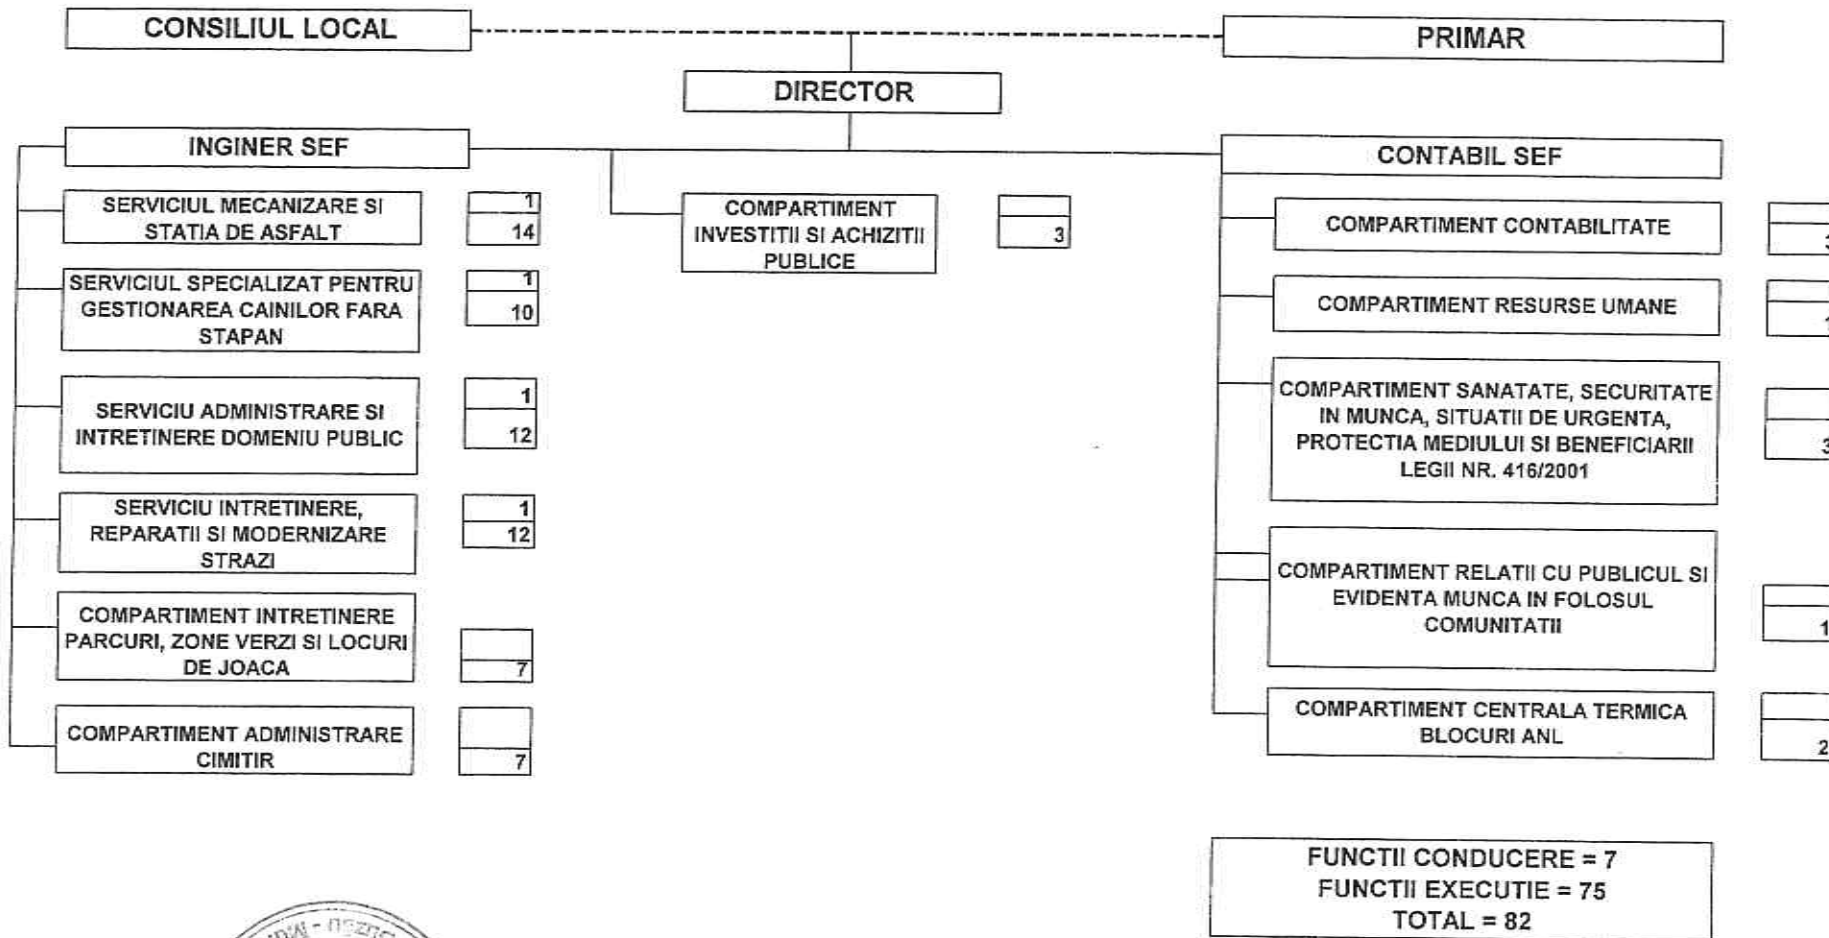 CONSILIUL LOCAL
PRIMAR
DIRECTOR
INGINER SEF
CONTABIL SEF
SERVICIUL MECANIZARE SI
STATIA DE ASFALT
1
14
SERVICIUL SPECIALIZAT PENTRU
GESTIONAREA CAINILOR FARA
STAPAN
1
10
SERVICIU ADMINISTRARE SI
INTRETINERE DOMENIU PUBLIC
1
12
SERVICIU INTRETINERE,
REPARATII SI MODERNIZARE
STRAZI
1
12
COMPARTIMENT INTRETINERE
PARCURI, ZONE VERZI SI LOCURI
DE JOACA
7
COMPARTIMENT ADMINISTRARE
CIMITIR
7
COMPARTIMENT
INVESTITII SI ACHIZITII
PUBLICE
3
COMPARTIMENT CONTABILITATE
3
COMPARTIMENT RESURSE UMANE
1
COMPARTIMENT SANATATE, SECURITATE
IN MUNCA, SITUATII DE URGENTA,
PROTECTIA MEDIULUI SI BENEFICIARII
LEGII NR. 416/2001
3
COMPARTIMENT RELATII CU PUBLICUL SI
EVIDENTA MUNCA IN FOLOSUL
COMUNITATII
1
COMPARTIMENT CENTRALA TERMICA
BLOCURI ANL
2
FUNCTII CONDUCERE = 7
FUNCTII EXECUTIE = 75
TOTAL = 82